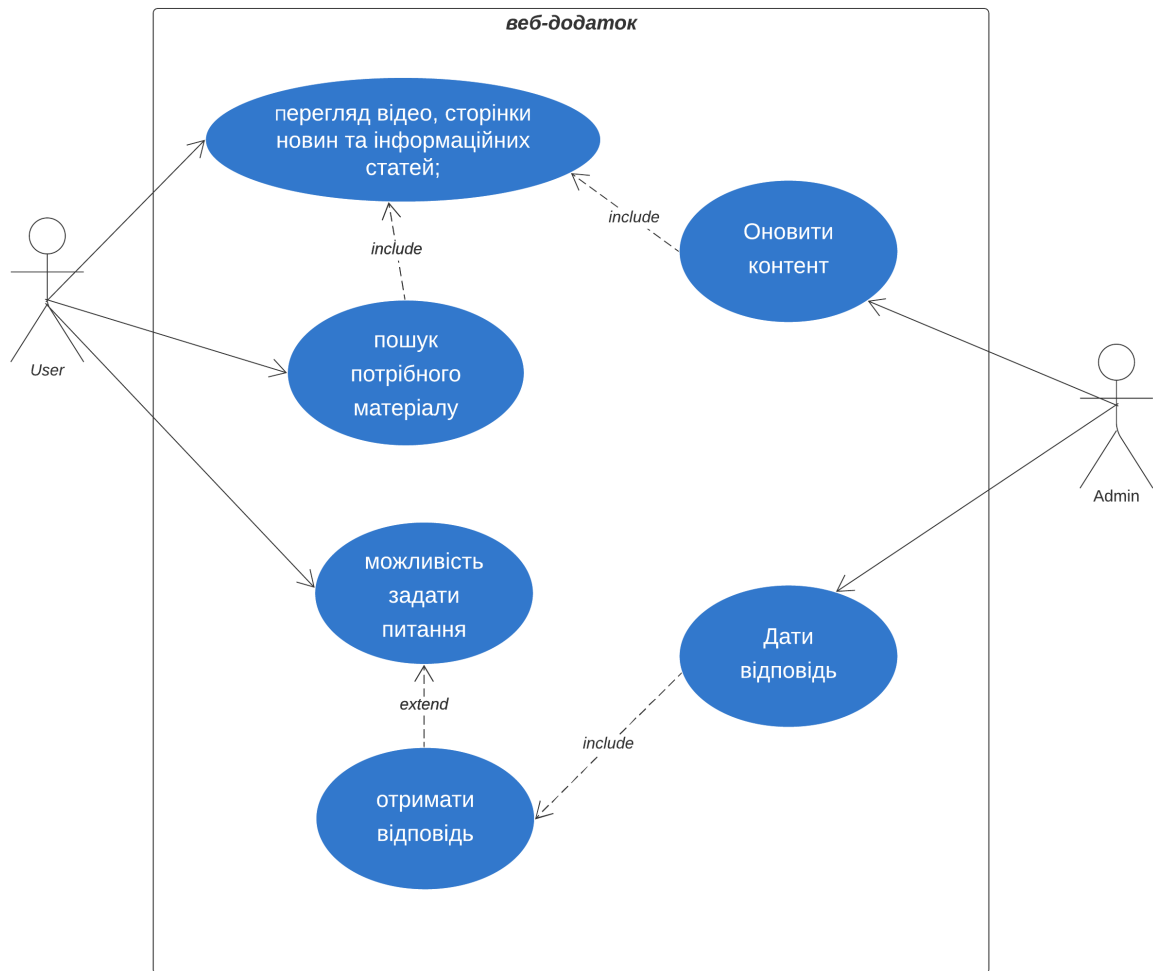 веб-додаток
перегляд відео, сторінки
новин та інформаційних
статей;
include
Оновити
контент
include
User
пошук
потрібного
матеріалу
Admin
можливість
задати
питання
Дати
відповідь
extend
include
отримати
відповідь